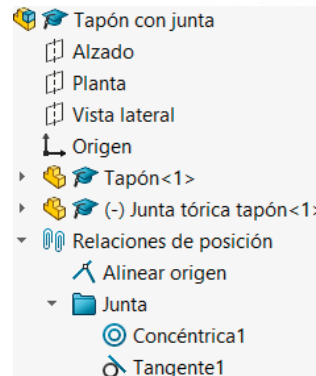 Tapón con junta
Alzado
Planta
Vista lateral
Origen
Tapón<1>
(-) Junta tórica tapón<1>
Relaciones de posición
Alinear origen
Junta
Concéntrica1
Tangente1